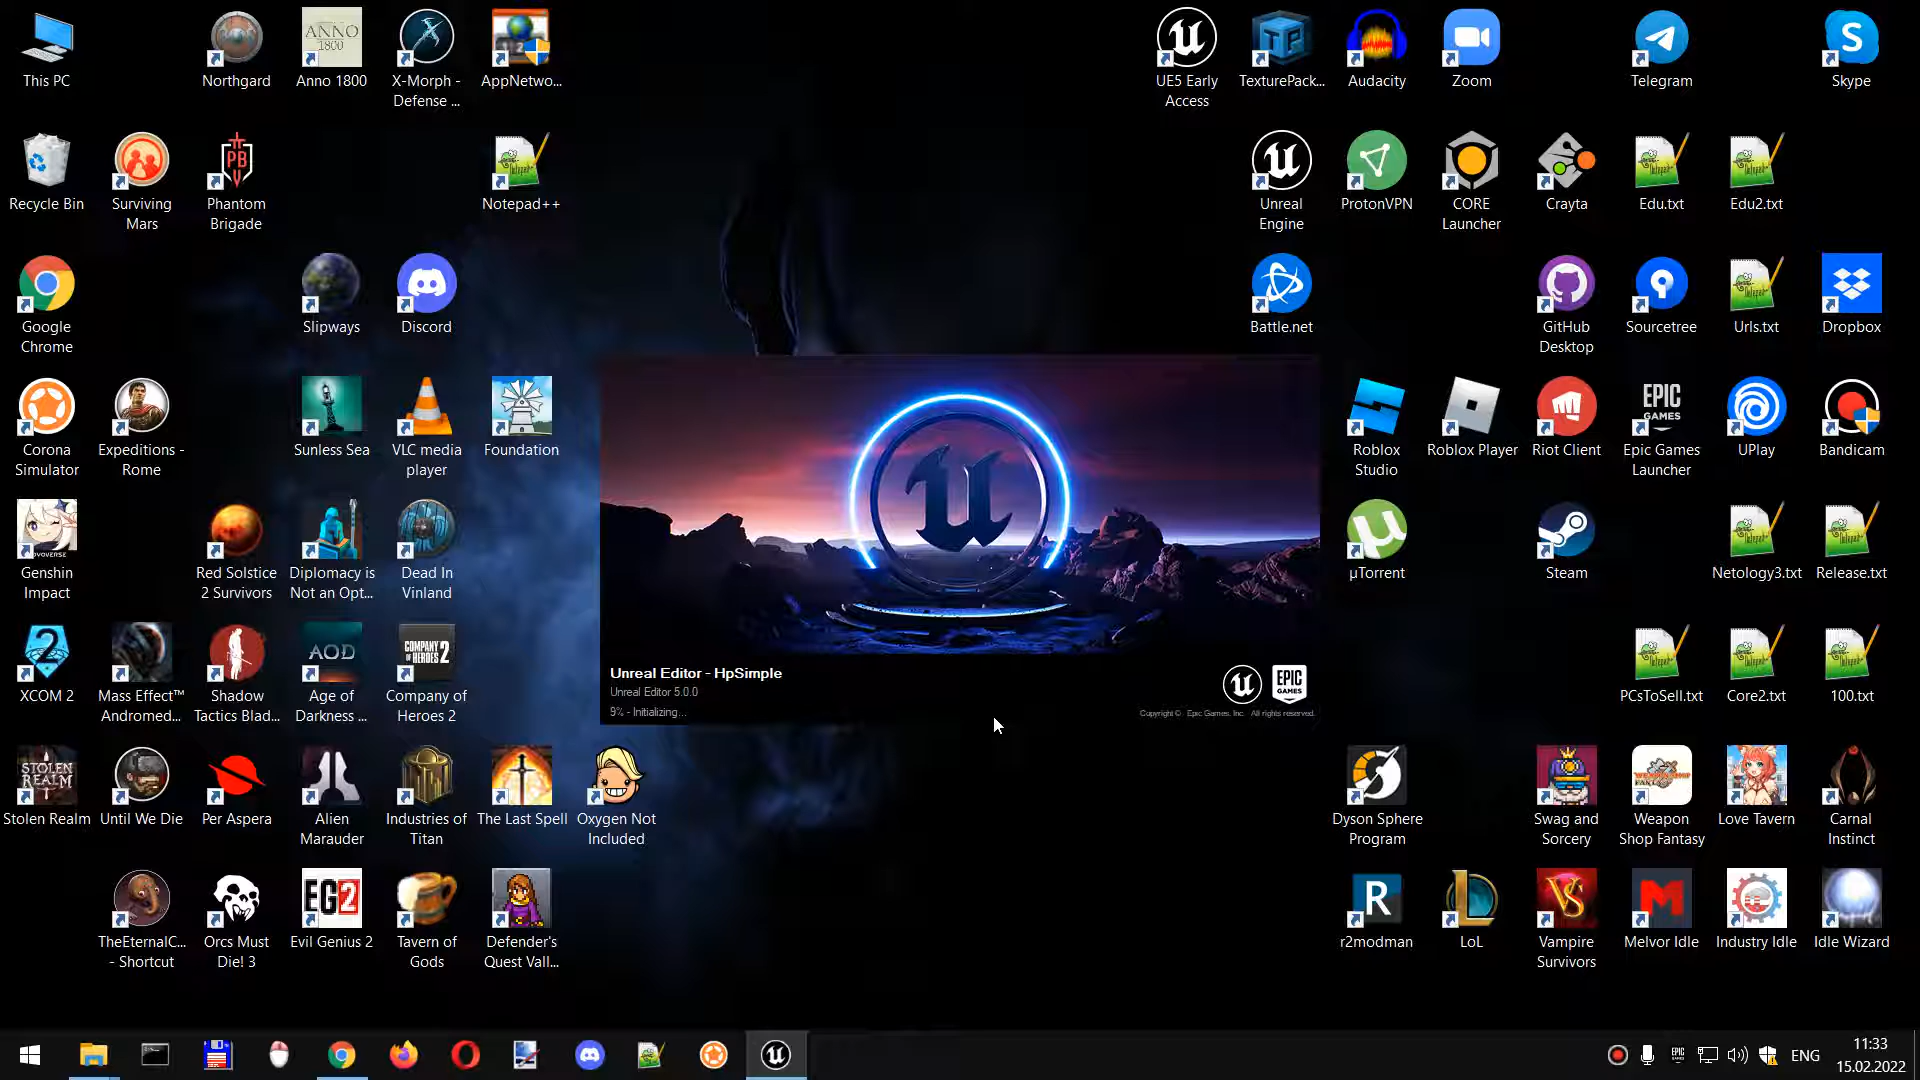 This PC
Northgard
ANNO
1800
Anno 1800
X-Morph -
Defense ...
AppNetwo...
UE5 Early
Access
TP
TexturePack...
Audacity
Zoom
Telegram
S
Skype
Recycle Bin
Surviving
Mars
PB
Phantom
Brigade
Notepad++
Unreal
Engine
ProtonVPN
CORE
Launcher
Crayta
Edu.txt
Edu2.txt
Google
Chrome
Slipways
Discord
Battle.net
GitHub
Desktop
Sourcetree
Urls.txt
Dropbox
Corona
Simulator
Expeditions -
Rome
Sunless Sea
VLC media
player
Foundation
Roblox
Studio
Roblox Player
Riot Client
EPIC
GAMES
Epic Games
Launcher
UPlay
Bandicam
Genshin
Impact
Red Solstice
2 Survivors
Diplomacy is
Not an Opt...
Dead In
Vinland
µTorrent
Steam
Netology3.txt
Release.txt
2
XCOM 2
Mass Effect™
Andromed...
Shadow
Tactics Blad...
AOD
Age of
Darkness ...
COMPANY
HEROES 2
Company of
Heroes 2
Unreal Editor - HpSimple
Unreal Editor 5.0.0
9% - Initializing...
EPIC
GAMES
Copyright © Epic Games, Inc. All rights reserved.
PCsToSell.txt
Core2.txt
100.txt
STOLEN
REALM
Stolen Realm
Until We Die
Per Aspera
Alien
Marauder
Industries of
Titan
The Last Spell
Oxygen Not
Included
Dyson Sphere
Program
Swag and
Sorcery
Weapon
Shop Fantasy
Love Tavern
Carnal
Instinct
TheEternalC...
- Shortcut
Orcs Must
Die! 3
EG2
Evil Genius 2
Tavern of
Gods
Defender's
Quest Vall...
R
r2modman
L
LoL
VS
Vampire
Survivors
M
Melvor Idle
Industry Idle
Idle Wizard
ENG
11:33
15.02.2022